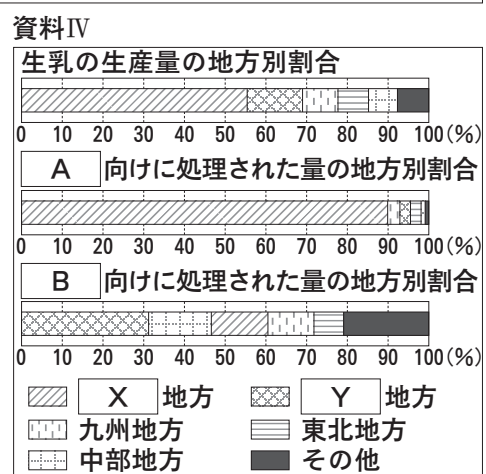 資料Ⅳ
生乳の生産量の地方別割合
0 10 20 30 40 50 60 70 80 90 100(%)
A 向けに処理された量の地方別割合
0 10 20 30 40 50 60 70 80 90 100(%)
B 向けに処理された量の地方別割合
0 10 20 30 40 50 60 70 80 90 100(%)
X 地方 Y 地方
九州地方 東北地方
中部地方 その他